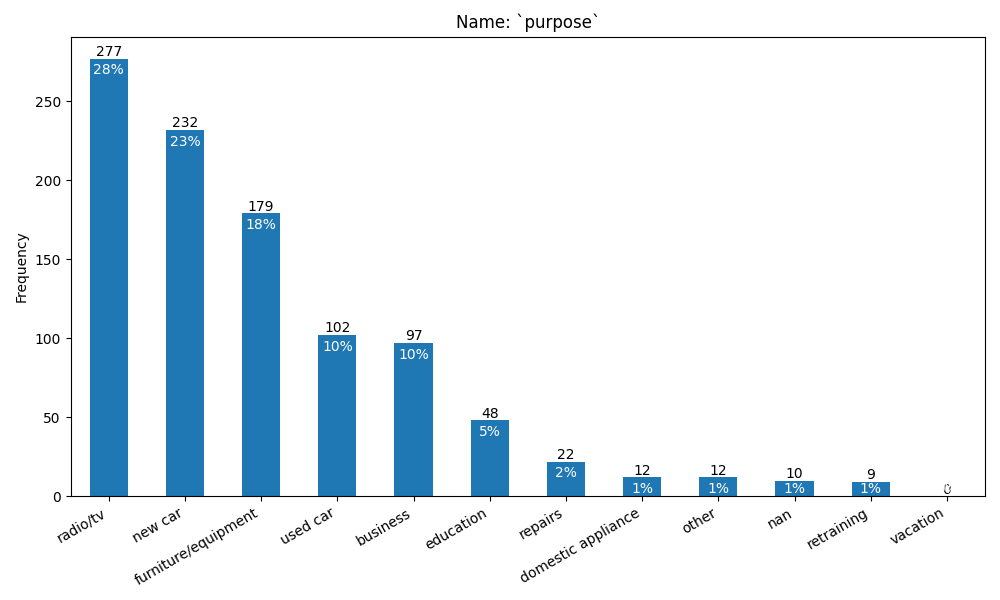 Name: `purpose`
Frequency
250
200
150
100
50
0
277
28%
232
23%
179
18%
102
10%
97
10%
48
5%
22
2%
12
1%
12
1%
10
1%
9
1%
0
radio/tv
new car
furniture/equipment
used car
business
education
repairs
domestic appliance
other
nan
retraining
vacation